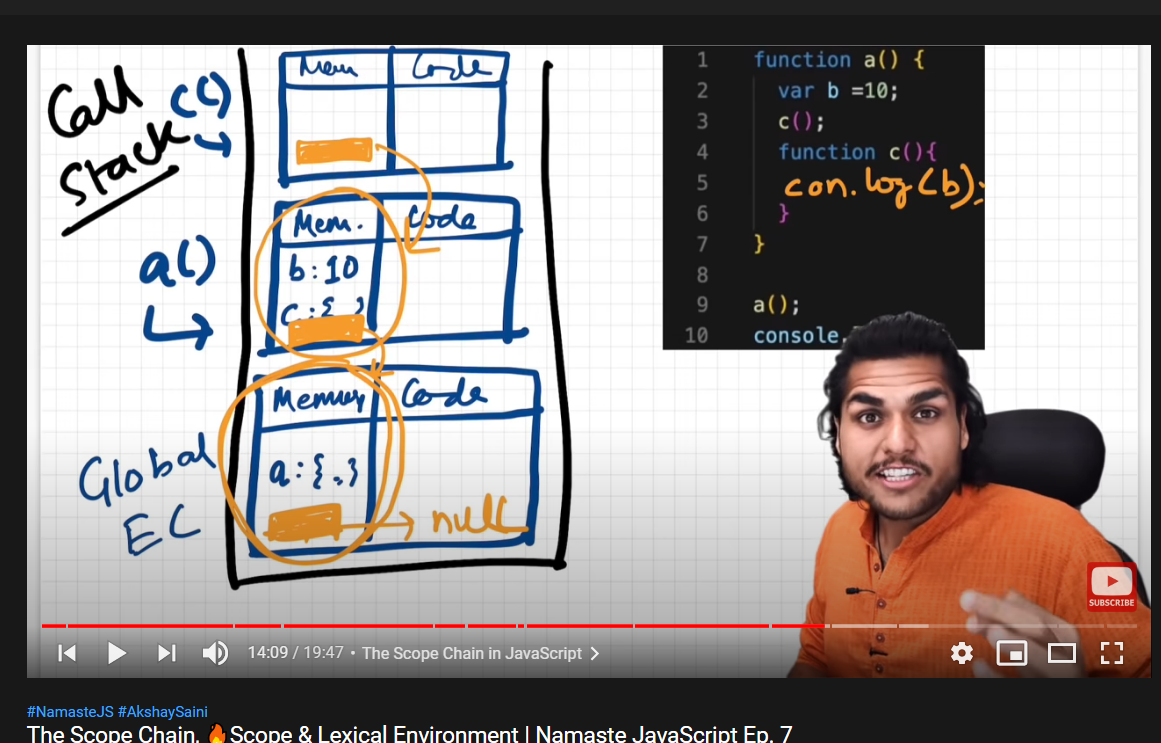 Call
Stack
c()
Mem
Code
a()
Mem.
Code
b:10
c:{ }
Global
EC
Memory
Code
a:{.}
null
1 function a() {
2 var b =10;
3 c();
4 function c(){
5 con.log(b);
6 }
7 }
8
9 a();
10 console.
SUBSCRIBE
14:09 / 19:47 • The Scope Chain in JavaScript
#NamasteJS #AkshaySaini
The Scope Chain, 🔥Scope & Lexical Environment | Namaste JavaScript Ep. 7